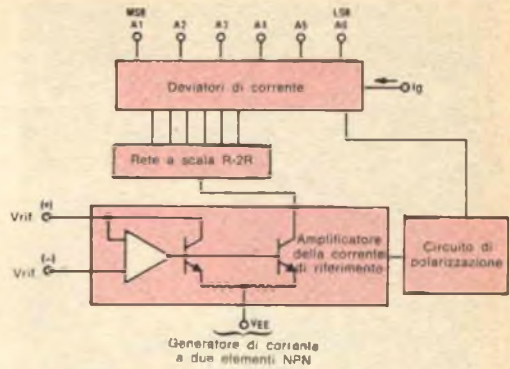 MSB LSB
A1 A2 A3 A4 A5 A6
Deviatori di corrente
Ig
Rete a scala R-2R
Vrif. (+)
Vrif. (−)
Amplificatore
della corrente
di riferimento
Circuito di
polarizzazione
VEE
Generatore di corrente
a due elementi NPN